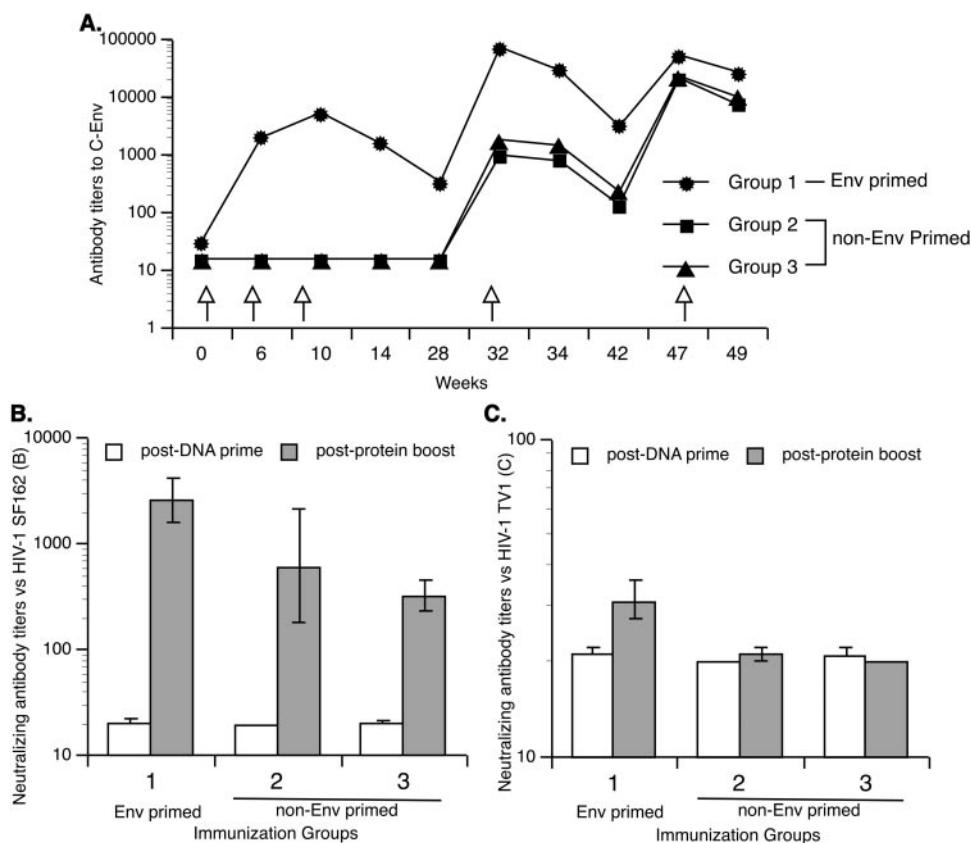 A.
Antibody titers to C-Env
100000
10000
1000
100
10
1
0 6 10 14 28 32 34 42 47 49
Weeks
Group 1 Env primed
Group 2
Group 3
non-Env Primed
B.
Neutralizing antibody titers vs HIV-1 SF162 (B)
10000
1000
100
10
post-DNA prime post-protein boost
1 2 3
Env primed non-Env primed
Immunization Groups
C.
Neutralizing antibody titers vs HIV-1 TV1 (C)
100
10
post-DNA prime post-protein boost
1 2 3
Env primed non-Env primed
Immunization Groups